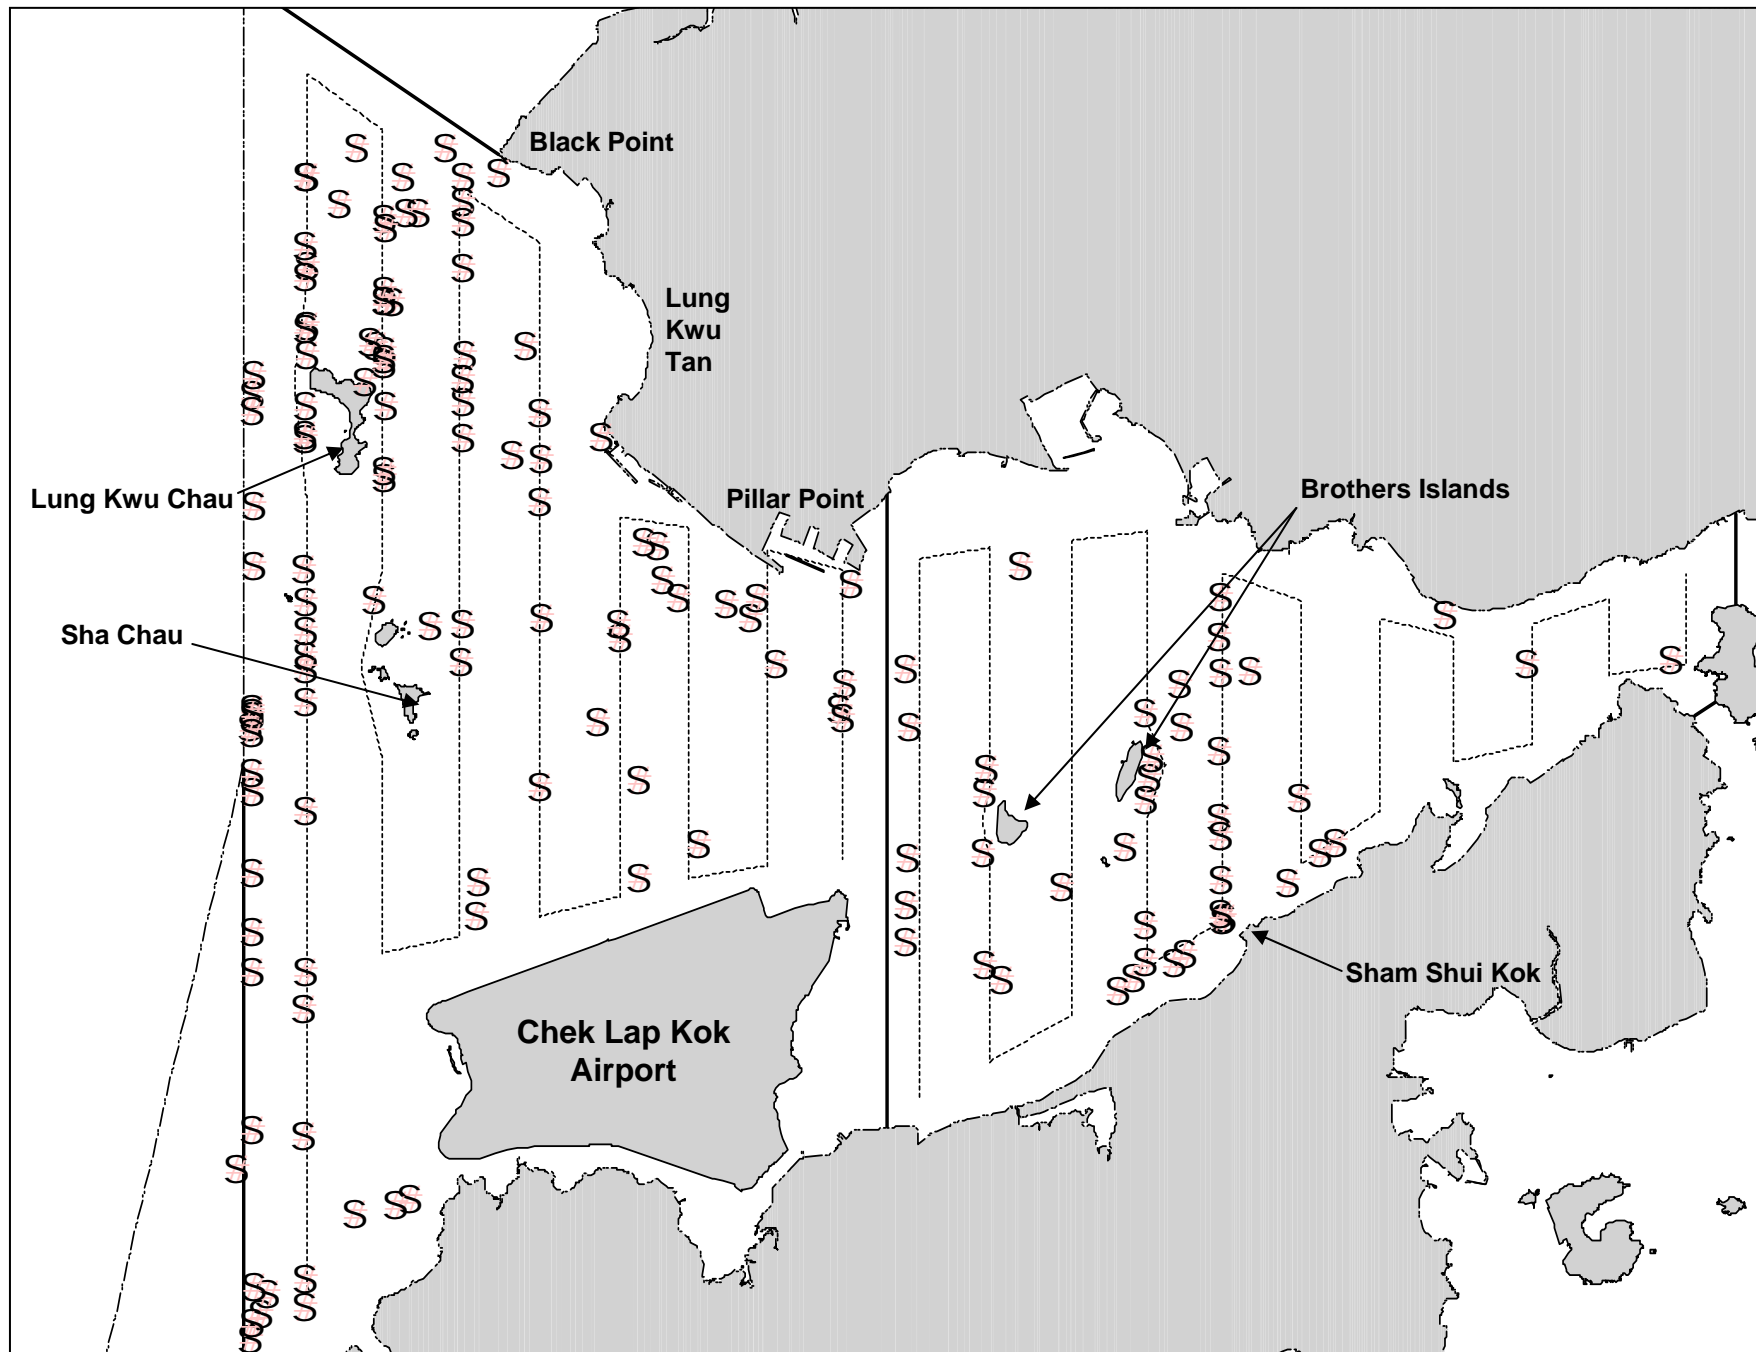 Black Point
Lung
Kwu
Tan
Lung Kwu Chau
Pillar Point
Brothers Islands
Sha Chau
Sham Shui Kok
Chek Lap Kok
Airport